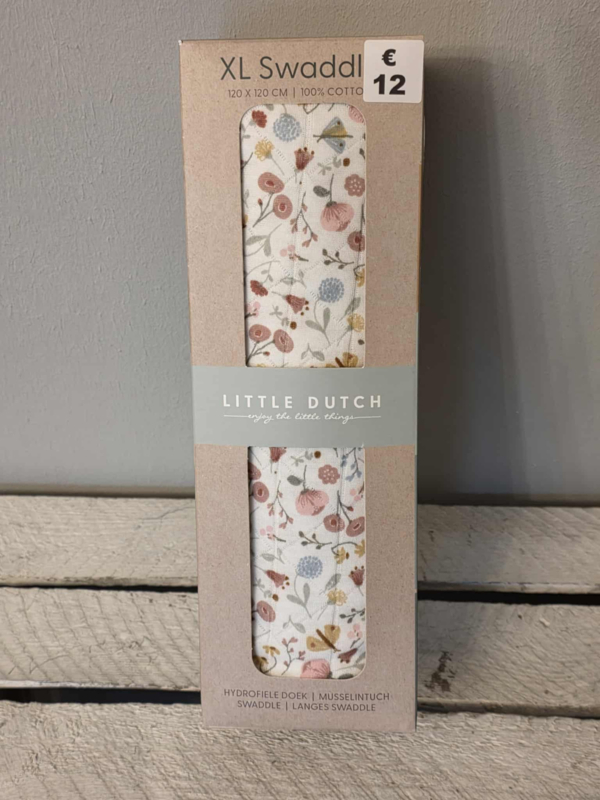 XL Swaddl
€
12
120 X 120 CM | 100% COTTO
LITTLE DUTCH
enjoy the little things
HYDROFIELE DOEK | MUSSELINTUCH
SWADDLE | LANGES SWADDLE